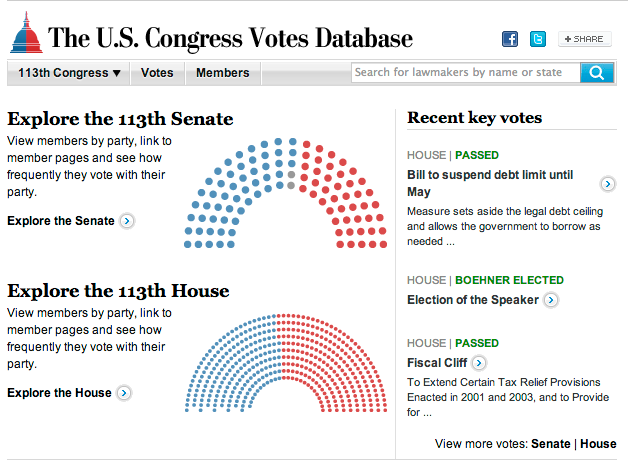 The U.S. Congress Votes Database
+ SHARE
113th Congress ▼ Votes Members
Search for lawmakers by name or state
Explore the 113th Senate
View members by party, link to
member pages and see how
frequently they vote with their
party.
Explore the Senate
Explore the 113th House
View members by party, link to
member pages and see how
frequently they vote with their
party.
Explore the House
Recent key votes
HOUSE | PASSED
Bill to suspend debt limit until
May
Measure sets aside the legal debt ceiling
and allows the government to borrow as
needed ...
HOUSE | BOEHNER ELECTED
Election of the Speaker
HOUSE | PASSED
Fiscal Cliff
To Extend Certain Tax Relief Provisions
Enacted in 2001 and 2003, and to Provide
for ...
View more votes: Senate | House